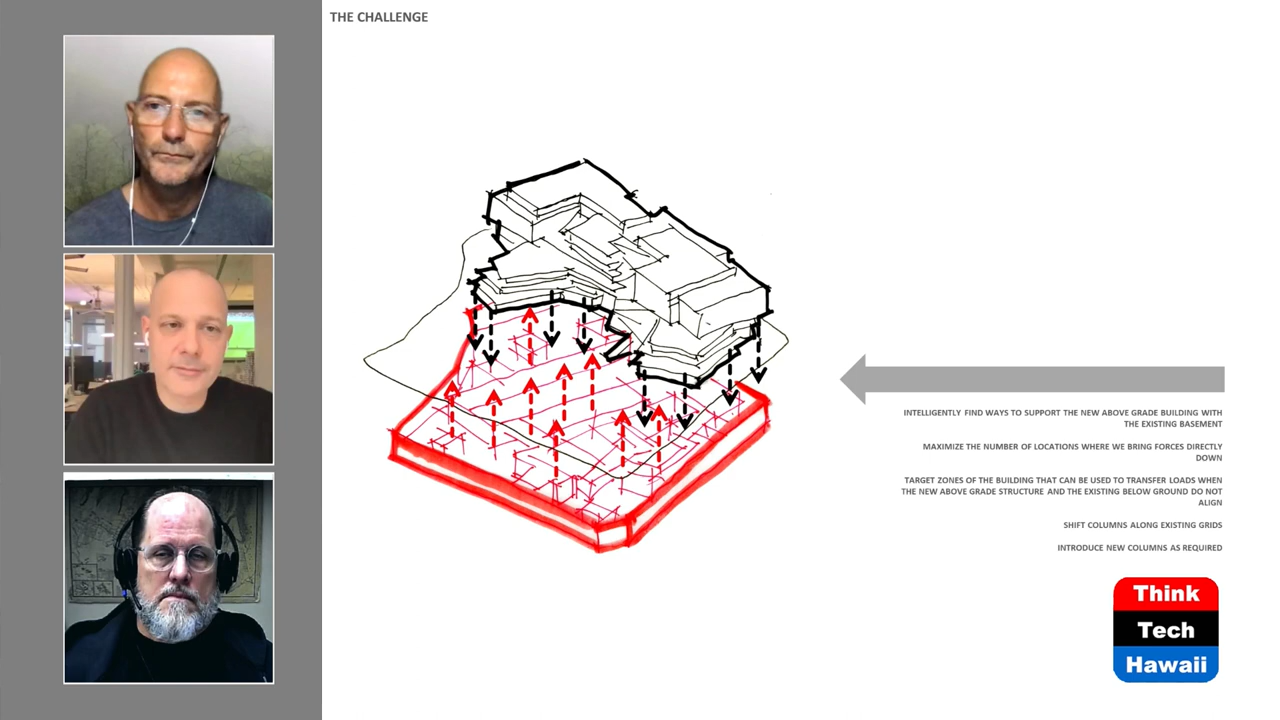 THE CHALLENGE
INTELLIGENTLY FIND WAYS TO SUPPORT THE NEW ABOVE GRADE BUILDING WITH
THE EXISTING BASEMENT
MAXIMIZE THE NUMBER OF LOCATIONS WHERE WE BRING FORCES DIRECTLY
DOWN
TARGET ZONES OF THE BUILDING THAT CAN BE USED TO TRANSFER LOADS WHEN
THE NEW ABOVE GRADE STRUCTURE AND THE EXISTING BELOW GROUND DO NOT
ALIGN
SHIFT COLUMNS ALONG EXISTING GRIDS
INTRODUCE NEW COLUMNS AS REQUIRED
Think
Tech
Hawaii